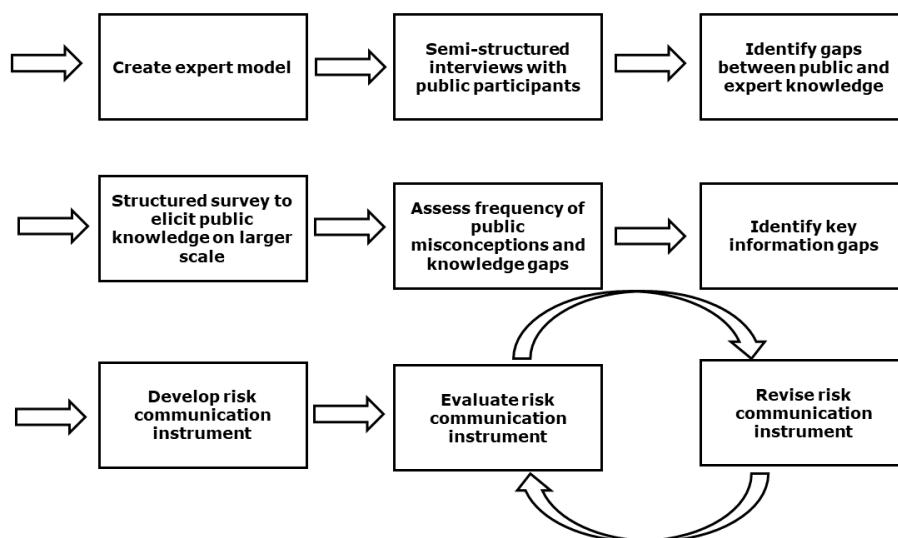 Create expert model
Semi-structured
interviews with
public participants
Identify gaps
between public and
expert knowledge
Structured survey to
elicit public
knowledge on larger
scale
Assess frequency of
public
misconceptions and
knowledge gaps
Identify key
information gaps
Develop risk
communication
instrument
Evaluate risk
communication
instrument
Revise risk
communication
instrument